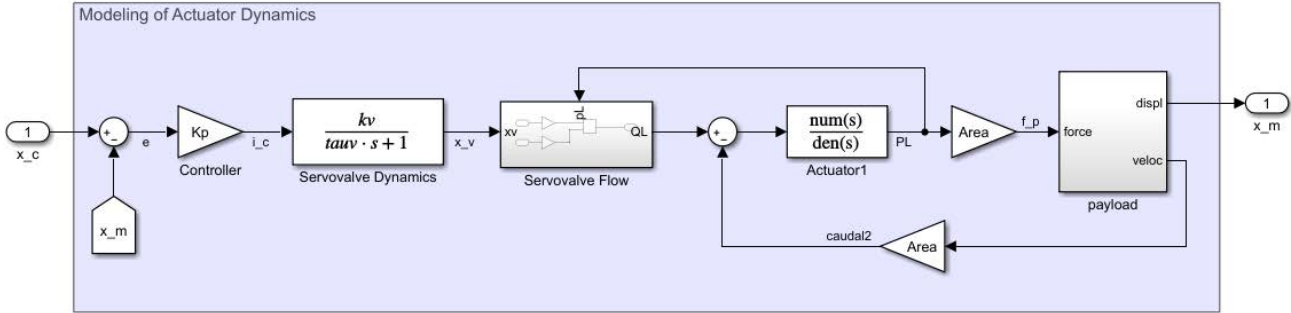 Modeling of Actuator Dynamics
1
x_c
+
−
e
x_m
Kp
Controller
i_c
kv
tauv · s + 1
Servovalve Dynamics
x_v
xv
pL
QL
Servovalve Flow
+
−
num(s)
den(s)
Actuator1
PL
Area
f_p
force
displ
veloc
payload
1
x_m
caudal2
Area